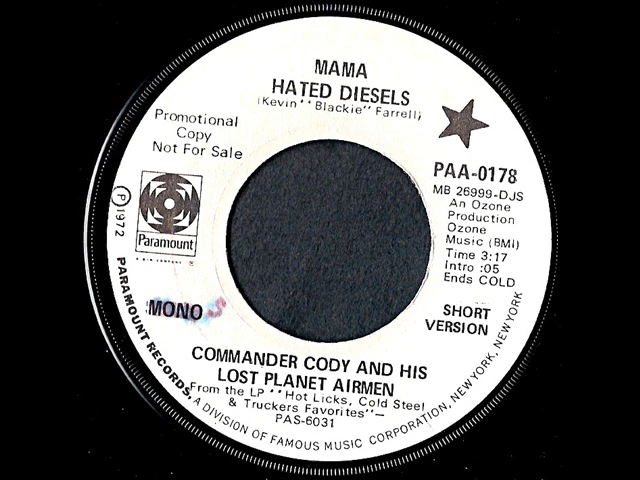 MAMA
HATED DIESELS
(Kevin "Blackie" Farrell)
Promotional
Copy
Not For Sale
PAA-0178
MB 26999-DJS
An Ozone
Production
Ozone
Music (BMI)
Time 3:17
Intro :05
Ends COLD
Ⓟ1972
Paramount
MONO
SHORT
VERSION
COMMANDER CODY AND HIS
LOST PLANET AIRMEN
From the LP "Hot Licks, Cold Steel
& Truckers Favorites"—
PAS-6031
PARAMOUNT RECORDS, A DIVISION OF FAMOUS MUSIC CORPORATION, NEW YORK, NEW YORK